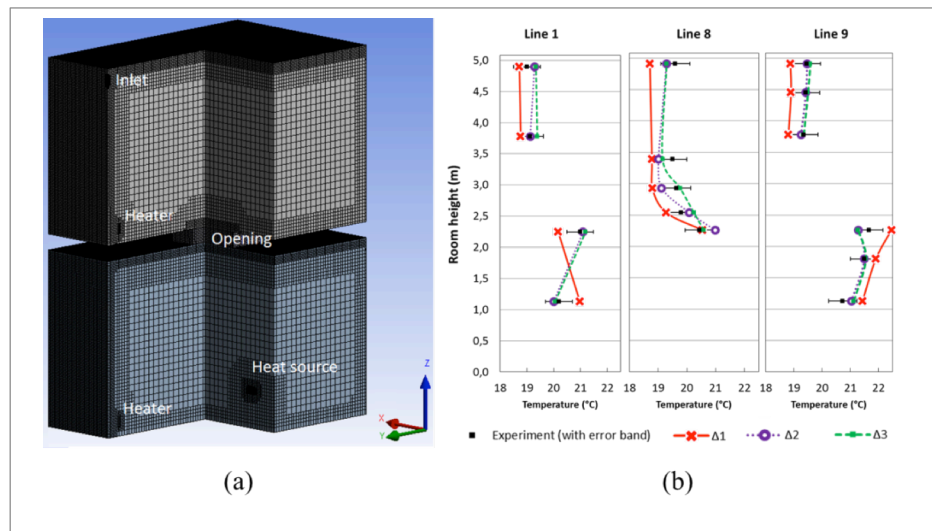 Inlet
Heater
Opening
Heat source
Heater
Z
X
Y
(a)
Line 1
Line 8
Line 9
Room height (m)
5,0
4,5
4,0
3,5
3,0
2,5
2,0
1,5
1,0
0,5
0,0
18 19 20 21 22
18 19 20 21 22
18 19 20 21 22
Temperature (°C)
Temperature (°C)
Temperature (°C)
Experiment (with error band) Δ1 Δ2 Δ3
(b)